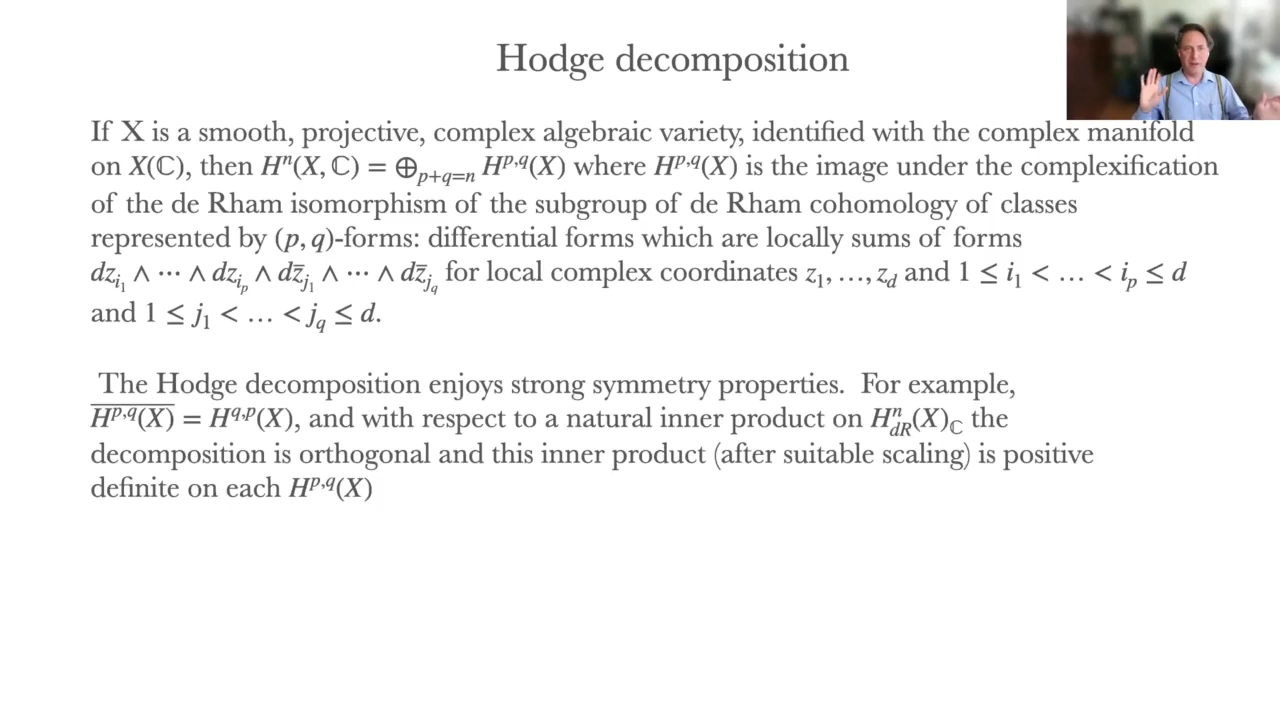 Hodge decomposition
If X is a smooth, projective, complex algebraic variety, identified with the complex manifold
on X(ℂ), then Hⁿ(X, ℂ) = ⊕_{p+q=n} H^{p,q}(X) where H^{p,q}(X) is the image under the complexification
of the de Rham isomorphism of the subgroup of de Rham cohomology of classes
represented by (p, q)-forms: differential forms which are locally sums of forms
dz_{i_1} ∧ ⋯ ∧ dz_{i_p} ∧ dz̄_{j_1} ∧ ⋯ ∧ dz̄_{j_q} for local complex coordinates z_1, …, z_d and 1 ≤ i_1 < … < i_p ≤ d
and 1 ≤ j_1 < … < j_q ≤ d.
The Hodge decomposition enjoys strong symmetry properties. For example,
\overline{H^{p,q}(X)} = H^{q,p}(X), and with respect to a natural inner product on H^n_{dR}(X)_ℂ the
decomposition is orthogonal and this inner product (after suitable scaling) is positive
definite on each H^{p,q}(X)